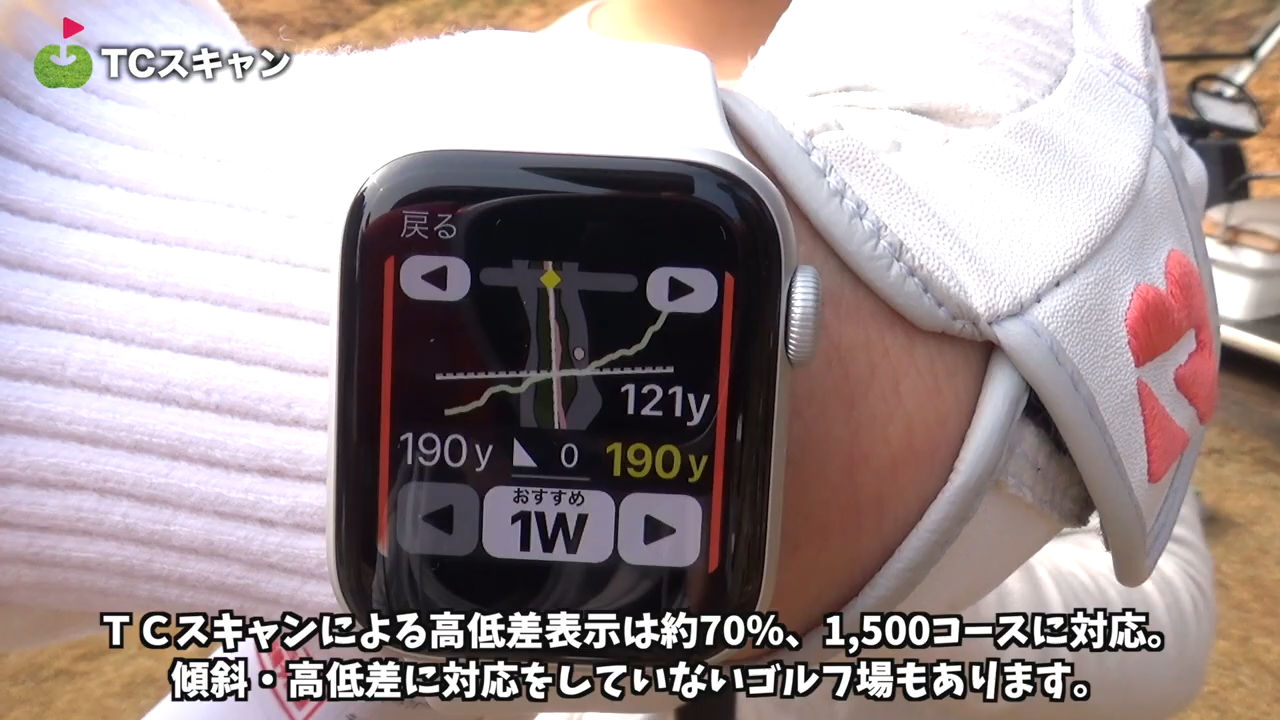 TCスキャン
戻る
121y
190y 0 190y
おすすめ
1W
TCスキャンによる高低差表示は約70%、1,500コースに対応。
傾斜・高低差に対応をしていないゴルフ場もあります。